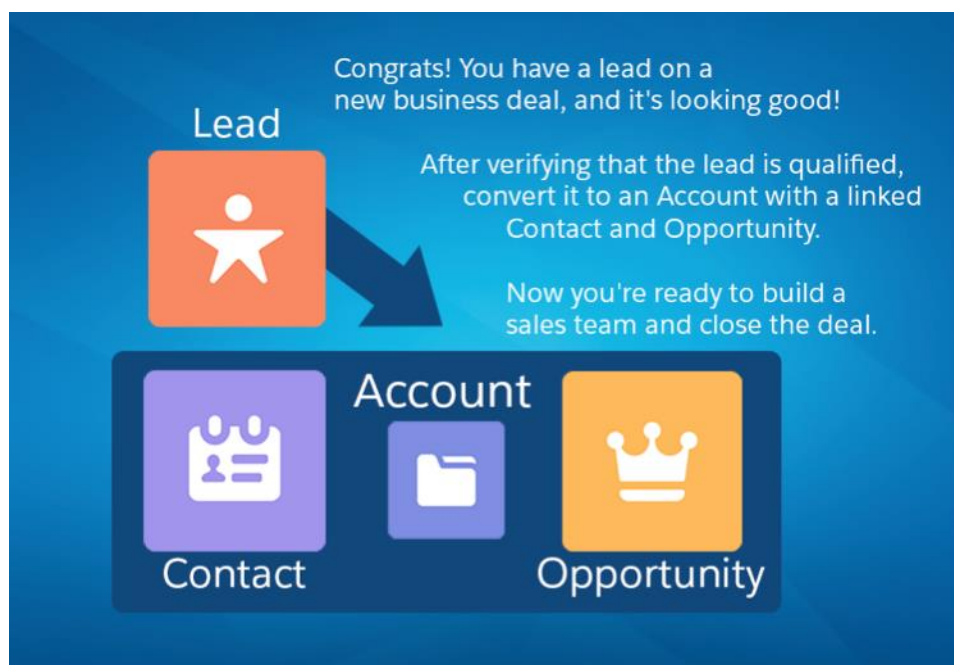 Congrats! You have a lead on a
new business deal, and it's looking good!
Lead
After verifying that the lead is qualified,
convert it to an Account with a linked
Contact and Opportunity.
Now you're ready to build a
sales team and close the deal.
Account
Contact
Opportunity